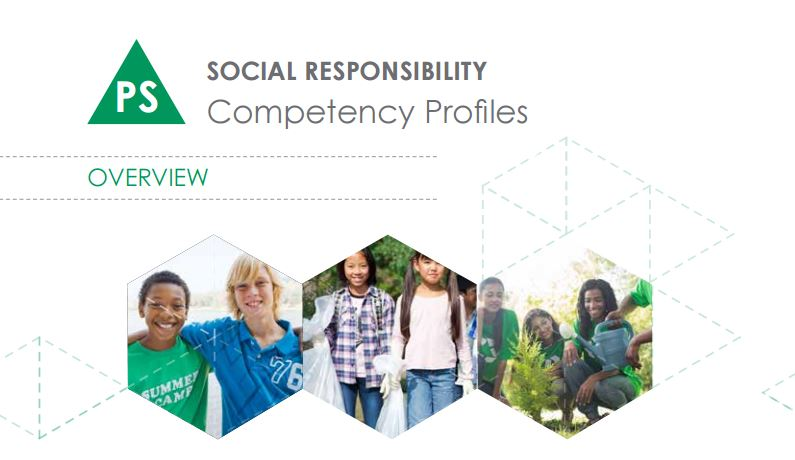 PS
SOCIAL RESPONSIBILITY
Competency Profiles
OVERVIEW
SUMMER
CAMP
76